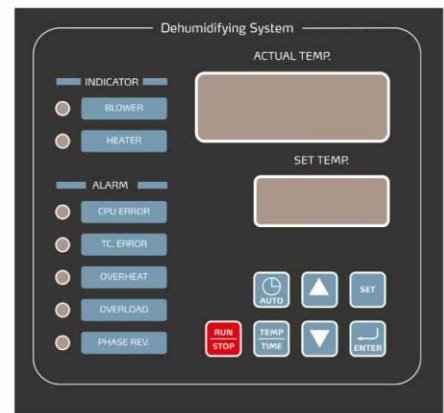 Dehumidifying System
ACTUAL TEMP.
INDICATOR
BLOWER
HEATER
SET TEMP.
ALARM
CPU ERROR
TC. ERROR
OVERHEAT
OVERLOAD
PHASE REV.
AUTO
SET
RUN
STOP
TEMP
TIME
ENTER